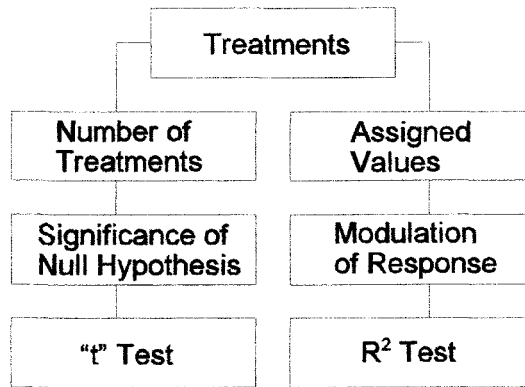 Treatments
Number of
Treatments
Assigned
Values
Significance of
Null Hypothesis
Modulation
of Response
“t” Test
R² Test